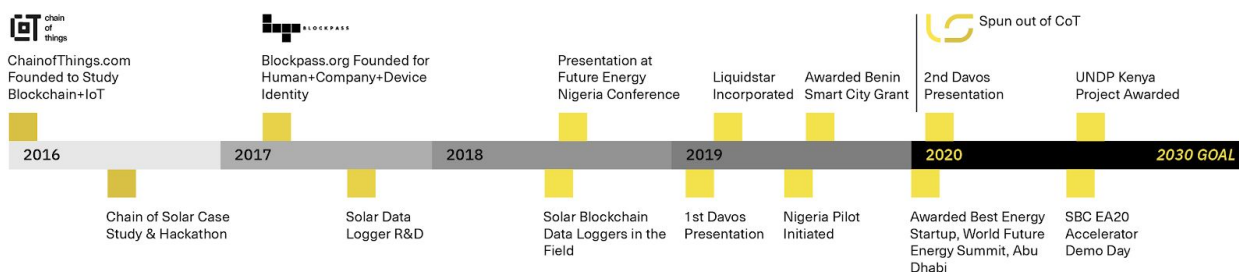 chain
of
things
ChainofThings.com
Founded to Study
Blockchain+IoT
BLOCKPASS
Blockpass.org Founded for
Human+Company+Device
Identity
Presentation at
Future Energy
Nigeria Conference
Liquidstar
Incorporated
Awarded Benin
Smart City Grant
Spun out of CoT
2nd Davos
Presentation
UNDP Kenya
Project Awarded
2016
2017
2018
2019
2020
2030 GOAL
Chain of Solar Case
Study & Hackathon
Solar Data
Logger R&D
Solar Blockchain
Data Loggers in the
Field
1st Davos
Presentation
Nigeria Pilot
Initiated
Awarded Best Energy
Startup, World Future
Energy Summit, Abu
Dhabi
SBC EA20
Accelerator
Demo Day